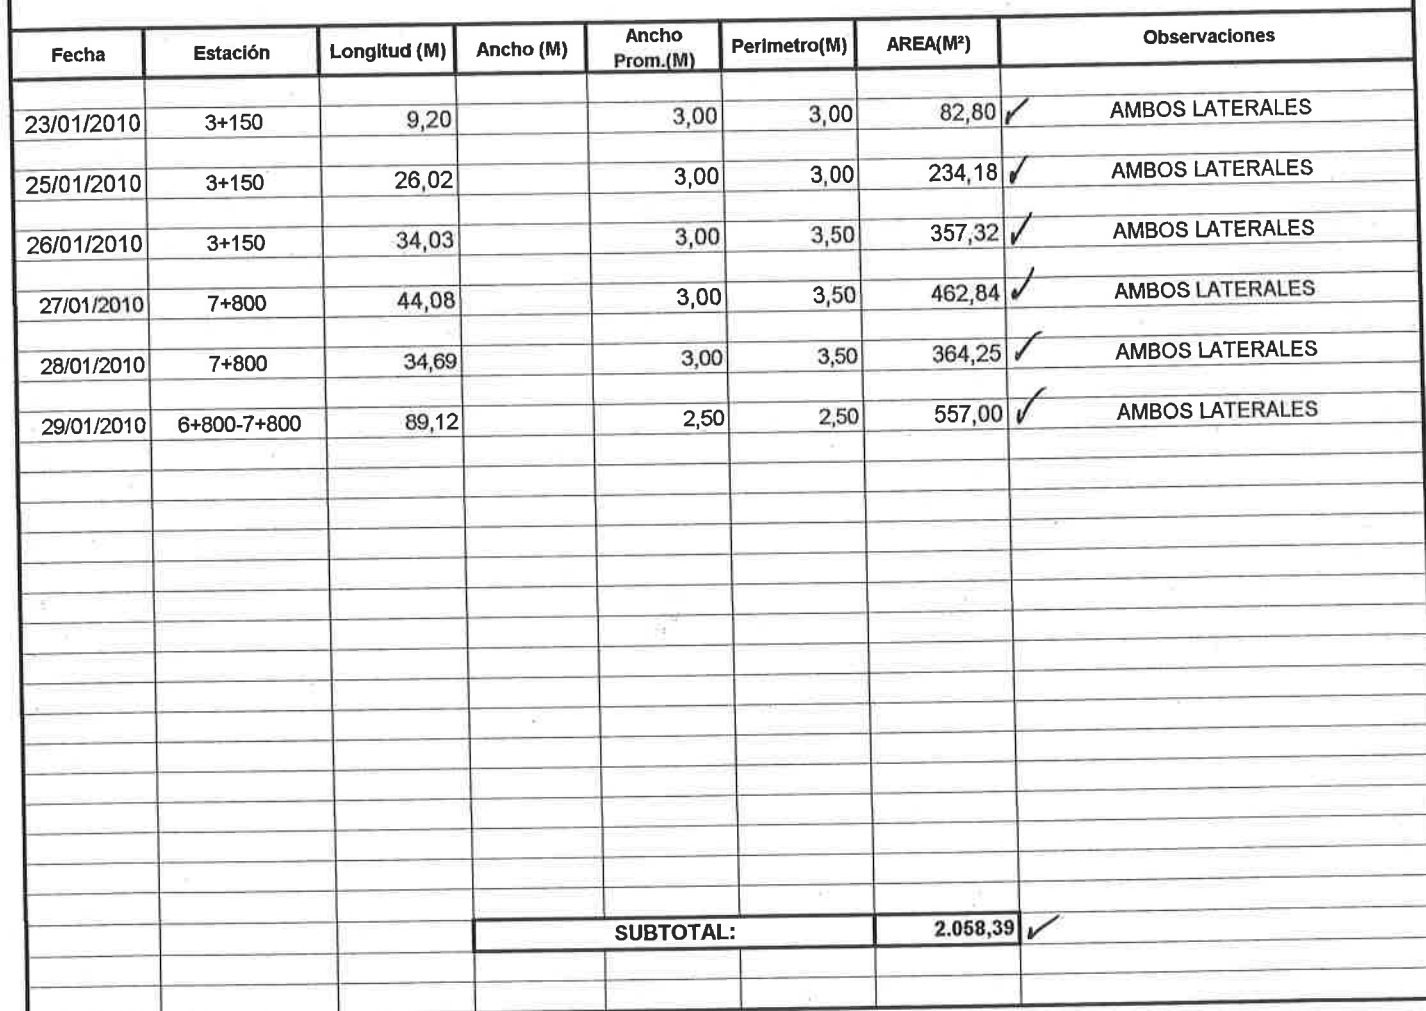 Fecha Estación Longitud (M) Ancho (M) Ancho Prom.(M) Perimetro(M) AREA(M²) Observaciones
23/01/2010 3+150 9,20 3,00 3,00 82,80 ✓ AMBOS LATERALES
25/01/2010 3+150 26,02 3,00 3,00 234,18 ✓ AMBOS LATERALES
26/01/2010 3+150 34,03 3,00 3,50 357,32 ✓ AMBOS LATERALES
27/01/2010 7+800 44,08 3,00 3,50 462,84 ✓ AMBOS LATERALES
28/01/2010 7+800 34,69 3,00 3,50 364,25 ✓ AMBOS LATERALES
29/01/2010 6+800-7+800 89,12 2,50 2,50 557,00 ✓ AMBOS LATERALES
SUBTOTAL: 2.058,39 ✓